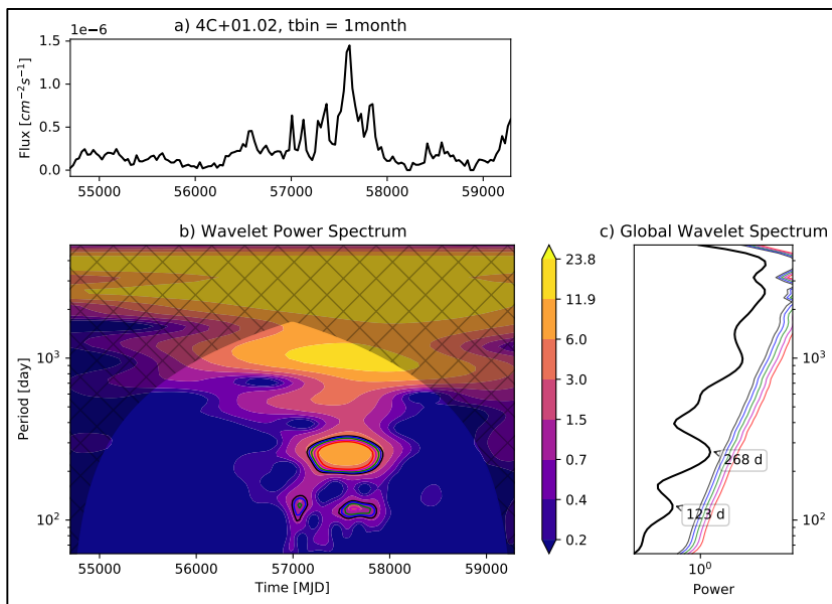 a) 4C+01.02, tbin = 1month
1e−6
Flux [cm⁻²s⁻¹]
1.5
1.0
0.5
0.0
55000 56000 57000 58000 59000
b) Wavelet Power Spectrum
Period [day]
10³
10²
55000 56000 57000 58000 59000
Time [MJD]
23.8
11.9
6.0
3.0
1.5
0.7
0.4
0.2
c) Global Wavelet Spectrum
268 d
123 d
10³
10²
10⁰
Power